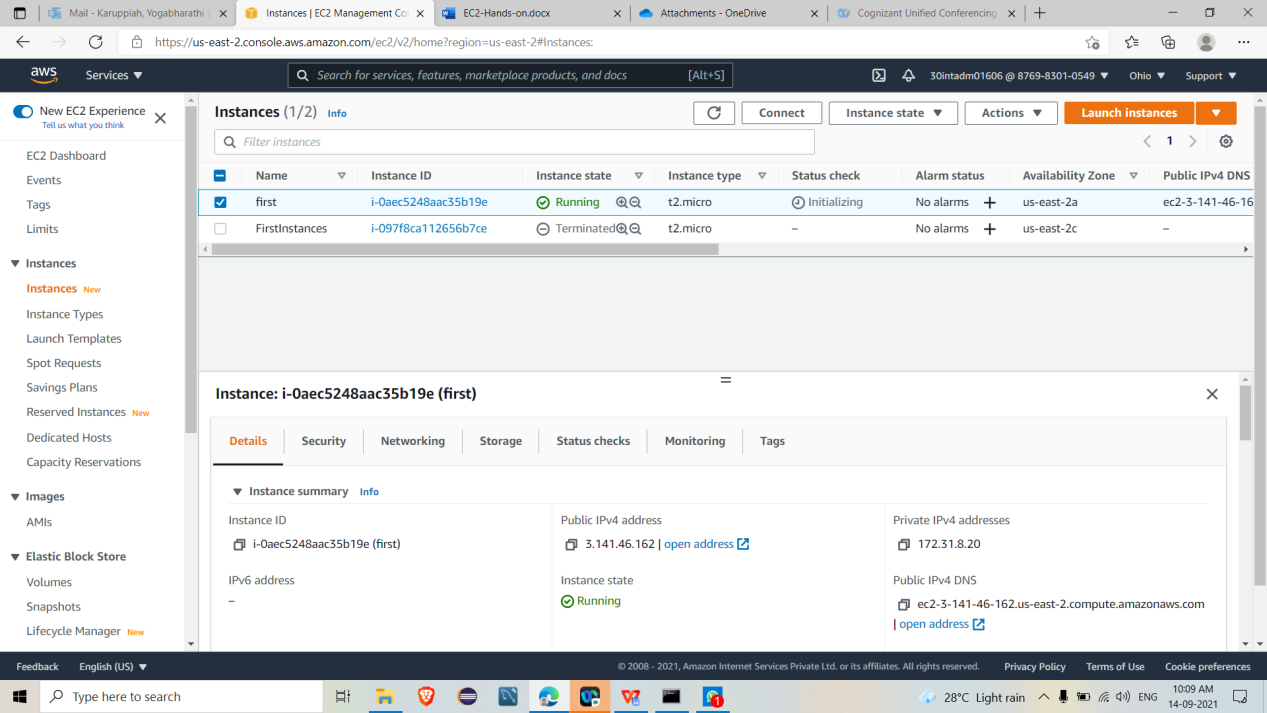 Mail - Karuppiah, Yogabharathi
Instances | EC2 Management Co
EC2-Hands-on.docx
Attachments - OneDrive
Cognizant Unified Conferencing
https://us-east-2.console.aws.amazon.com/ec2/v2/home?region=us-east-2#Instances:
aws
Services
Search for services, features, marketplace products, and docs [Alt+S]
30intadm01606 @ 8769-8301-0549
Ohio
Support
New EC2 Experience
Tell us what you think
EC2 Dashboard
Events
Tags
Limits
Instances
Instances New
Instance Types
Launch Templates
Spot Requests
Savings Plans
Reserved Instances New
Dedicated Hosts
Capacity Reservations
Images
AMIs
Elastic Block Store
Volumes
Snapshots
Lifecycle Manager New
Instances (1/2) Info
Connect
Instance state
Actions
Launch instances
Filter instances
1
Name Instance ID Instance state Instance type Status check Alarm status Availability Zone Public IPv4 DNS
first i-0aec5248aac35b19e Running t2.micro Initializing No alarms + us-east-2a ec2-3-141-46-16
FirstInstances i-097f8ca112656b7ce Terminated t2.micro – No alarms + us-east-2c –
Instance: i-0aec5248aac35b19e (first)
Details Security Networking Storage Status checks Monitoring Tags
Instance summary Info
Instance ID
i-0aec5248aac35b19e (first)
Public IPv4 address
3.141.46.162 | open address
Private IPv4 addresses
172.31.8.20
IPv6 address
–
Instance state
Running
Public IPv4 DNS
ec2-3-141-46-162.us-east-2.compute.amazonaws.com
| open address
Feedback
English (US)
© 2008 - 2021, Amazon Internet Services Private Ltd. or its affiliates. All rights reserved.
Privacy Policy
Terms of Use
Cookie preferences
Type here to search
1
28°C Light rain
ENG
10:09 AM
14-09-2021